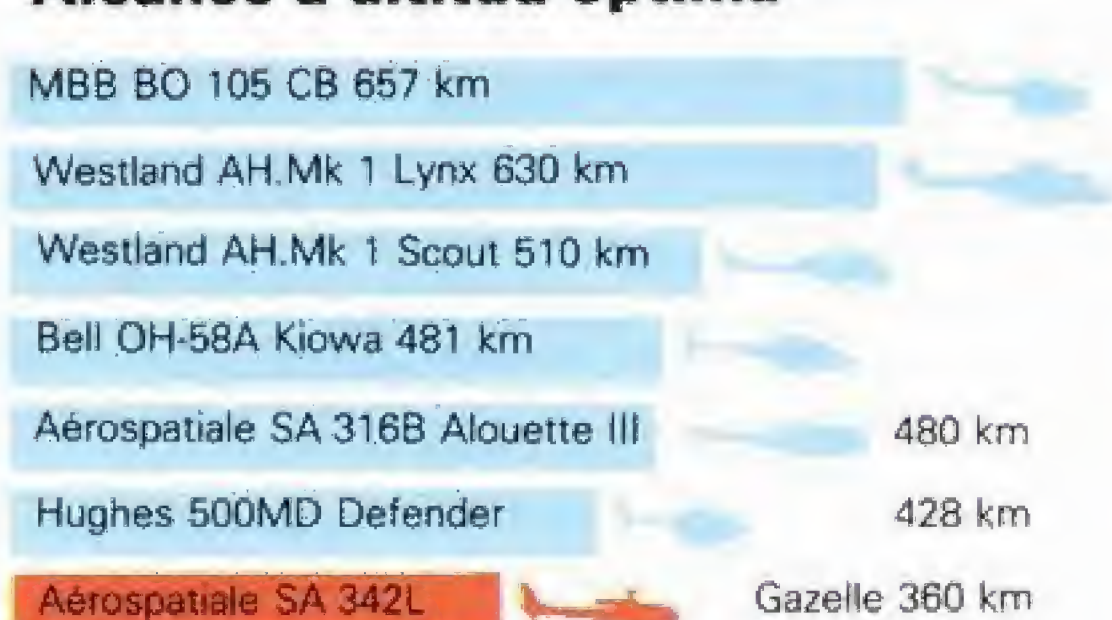 MBB BO 105 CB 657 km
Westland AH.Mk 1 Lynx 630 km
Westland AH.Mk 1 Scout 510 km
Bell OH-58A Kiowa 481 km
Aérospatiale SA 316B Alouette III 480 km
Hughes 500MD Defender 428 km
Aérospatiale SA 342L Gazelle 360 km